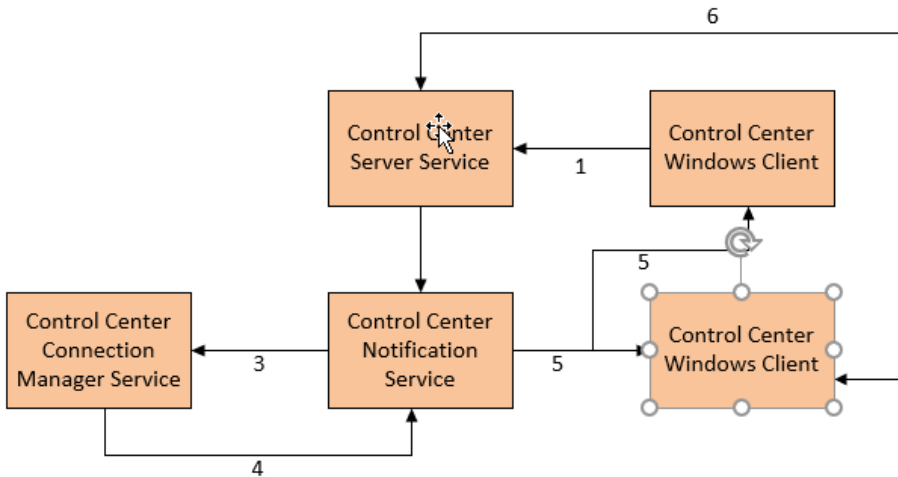 6
Control Center
Server Service
Control Center
Windows Client
1
5
Control Center
Connection
Manager Service
Control Center
Notification
Service
Control Center
Windows Client
3
5
4